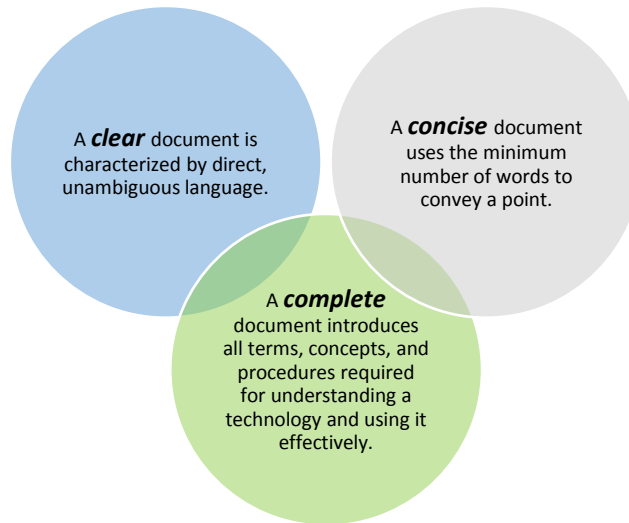 A clear document is
characterized by direct,
unambiguous language.
A concise document
uses the minimum
number of words to
convey a point.
A complete
document introduces
all terms, concepts, and
procedures required
for understanding a
technology and using it
effectively.